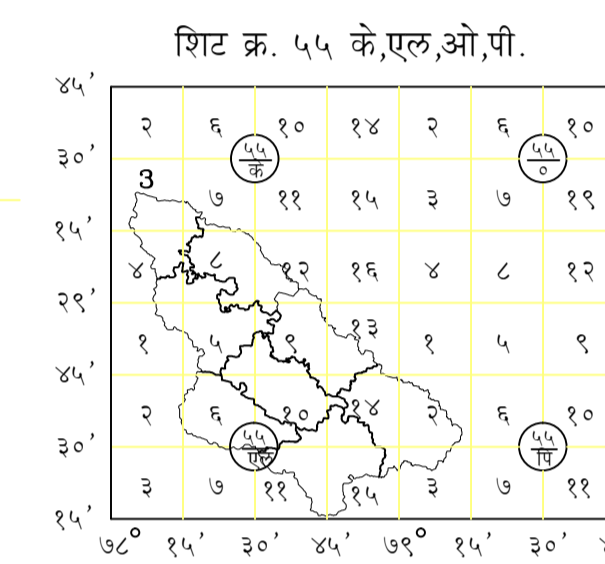 शिट क्र. ५५ के,एल,ओ,पी.
४५’
२ ६ १० १४ २ ६ १०
५५ के ५५ ०
३०’
3 ७ ११ १५ ३ ७ १९
१५’
४ ८ १२ १६ ४ ८ १२
२९’
१ ५ ९ १३ १ ५ ९
४५’
२ ६ १० १४ २ ६ १०
५५ एल ५५ पि
३०’
३ ७ ११ १५ ३ ७ ११
१५’
७८° १५’ ३०’ ४५’ ७९° १५’ ३०’